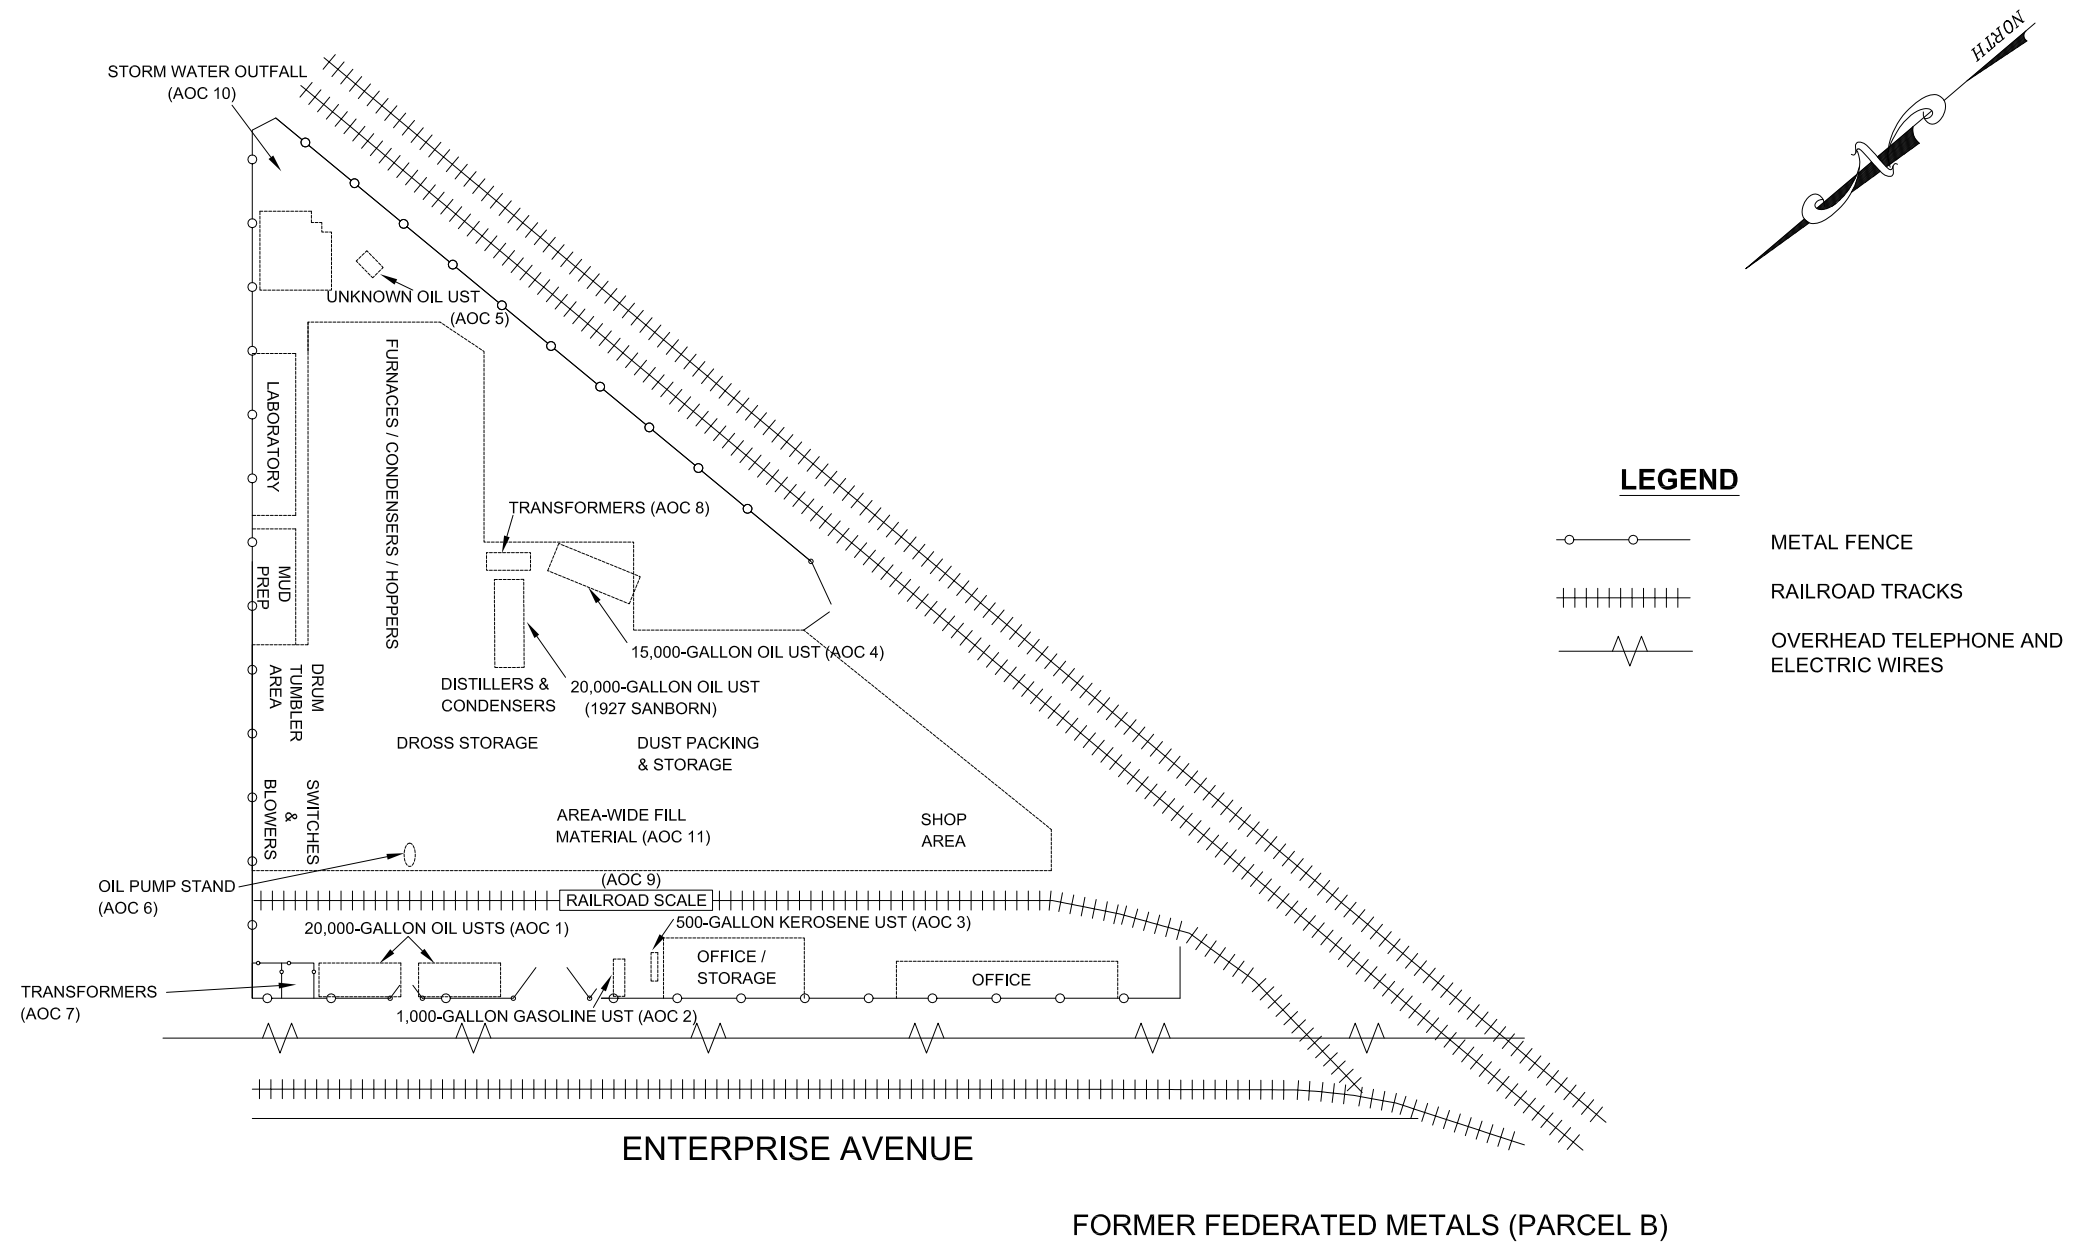 NORTH
STORM WATER OUTFALL
(AOC 10)
UNKNOWN OIL UST
(AOC 5)
FURNACES / CONDENSERS / HOPPERS
LABORATORY
MUD
PREP
TRANSFORMERS (AOC 8)
15,000-GALLON OIL UST (AOC 4)
20,000-GALLON OIL UST
(1927 SANBORN)
DISTILLERS &
CONDENSERS
DRUM
TUMBLER
AREA
DROSS STORAGE
DUST PACKING
& STORAGE
SWITCHES
&
BLOWERS
AREA-WIDE FILL
MATERIAL (AOC 11)
SHOP
AREA
OIL PUMP STAND
(AOC 6)
(AOC 9)
RAILROAD SCALE
20,000-GALLON OIL USTS (AOC 1)
500-GALLON KEROSENE UST (AOC 3)
OFFICE /
STORAGE
OFFICE
TRANSFORMERS
(AOC 7)
1,000-GALLON GASOLINE UST (AOC 2)
ENTERPRISE AVENUE
LEGEND
METAL FENCE
RAILROAD TRACKS
OVERHEAD TELEPHONE AND
ELECTRIC WIRES
FORMER FEDERATED METALS (PARCEL B)